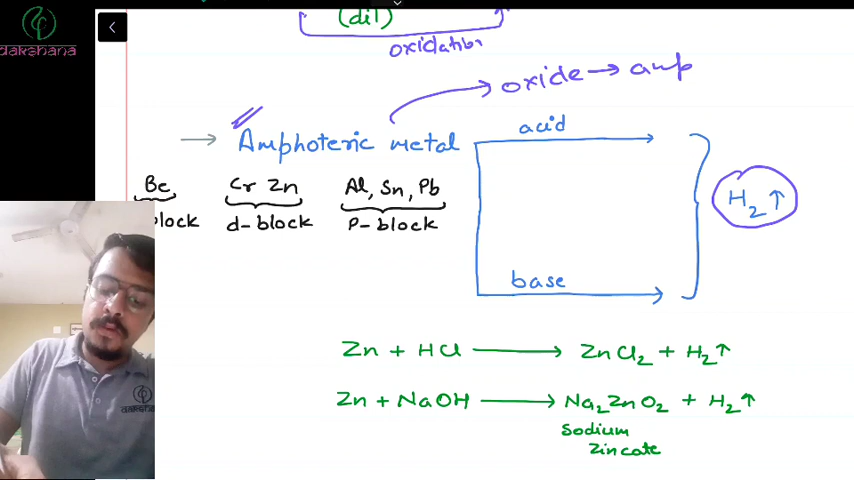 dakshana
(dil)
oxidation
oxide → amp
→ Amphoteric metal
acid
Be
Cr Zn
Al, Sn, Pb
block
d-block
P-block
H₂ ↑
base
Zn + HCl → ZnCl₂ + H₂↑
Zn + NaOH → Na₂ZnO₂ + H₂↑
Sodium
Zincate
dakshana